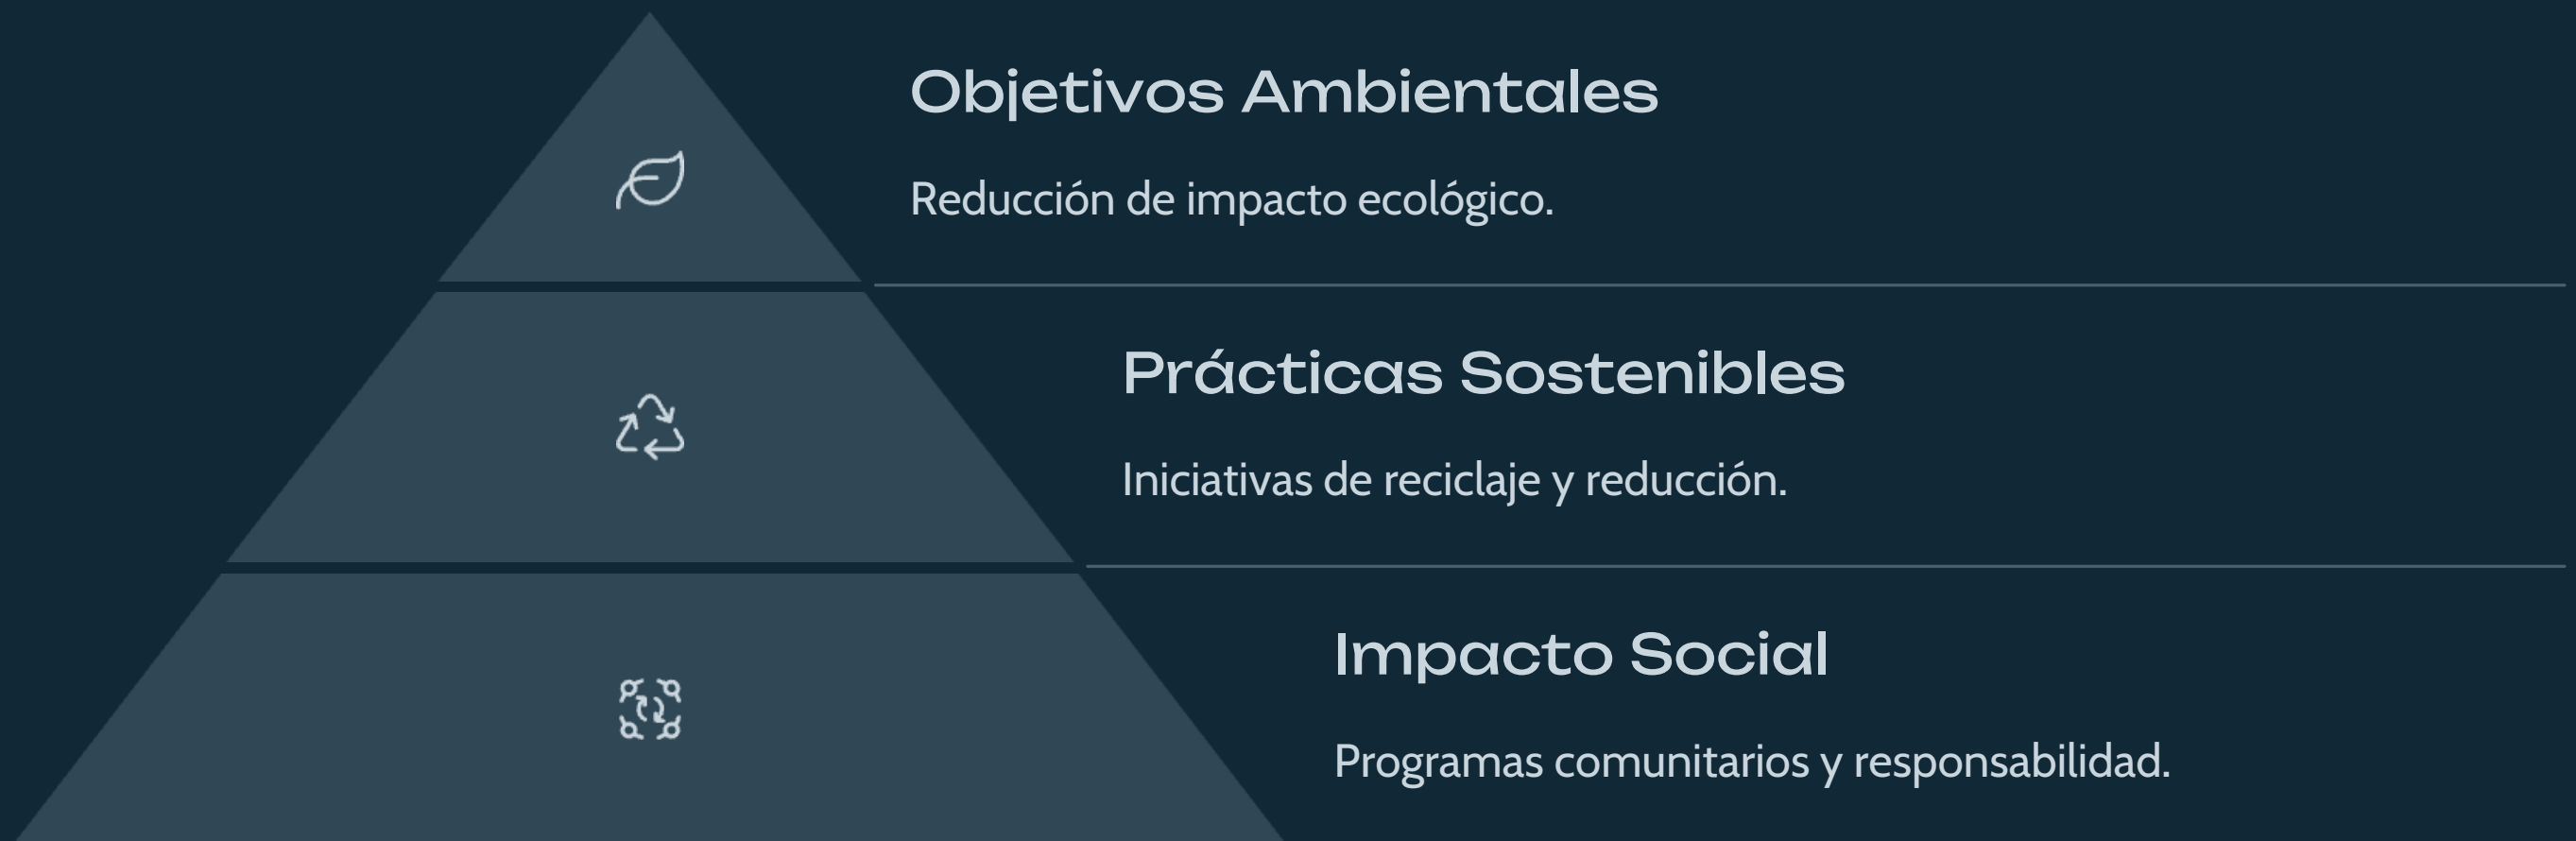 Objetivos Ambientales
Reducción de impacto ecológico.
Prácticas Sostenibles
Iniciativas de reciclaje y reducción.
Impacto Social
Programas comunitarios y responsabilidad.